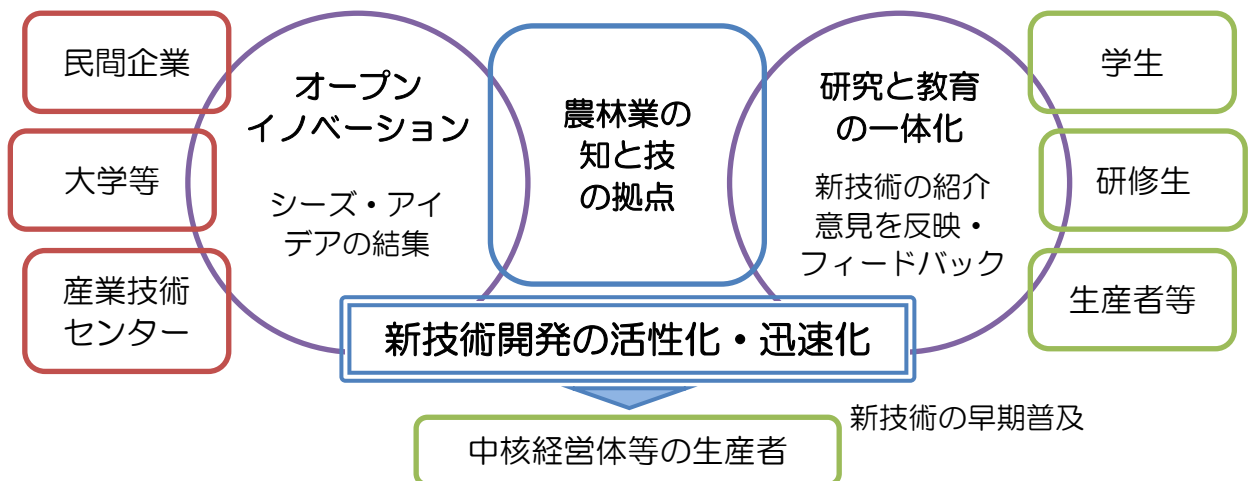 民間企業
大学等
産業技術
センター
オープン
イノベーション
シーズ・アイ
デアの結集
農林業の
知と技
の拠点
研究と教育
の一体化
新技術の紹介
意見を反映・
フィードバック
学生
研修生
生産者等
新技術開発の活性化・迅速化
新技術の早期普及
中核経営体等の生産者